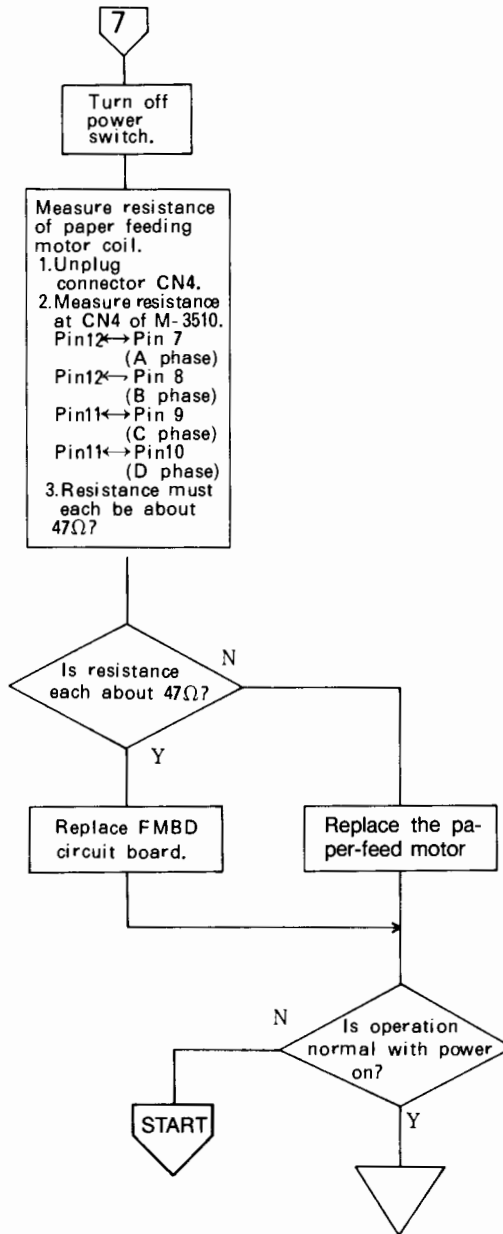 7
Turn off
power
switch.
Measure resistance
of paper feeding
motor coil.
1.Unplug
connector CN4.
2.Measure resistance
at CN4 of M-3510.
Pin12↔Pin 7
(A phase)
Pin12↔Pin 8
(B phase)
Pin11↔Pin 9
(C phase)
Pin11↔Pin10
(D phase)
3.Resistance must
each be about
47Ω?
Is resistance
each about 47Ω?
N
Y
Replace FMBD
circuit board.
Replace the pa-
per-feed motor
N
Is operation
normal with power
on?
START
Y